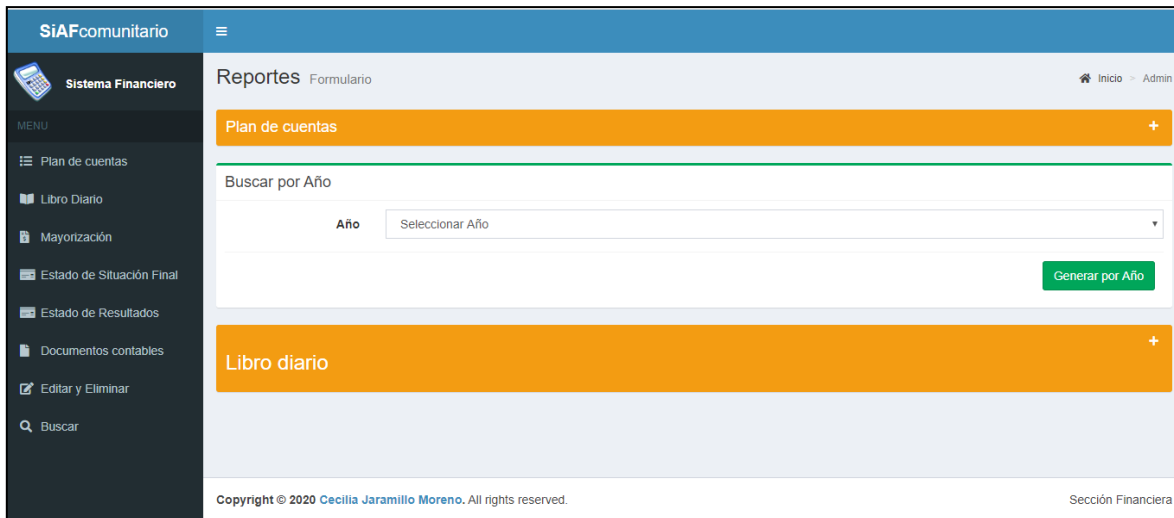 SiAFcomunitario
Sistema Financiero
MENU
Plan de cuentas
Libro Diario
Mayorización
Estado de Situación Final
Estado de Resultados
Documentos contables
Editar y Eliminar
Buscar
Reportes Formulario
Inicio > Admin
Plan de cuentas +
Buscar por Año
Año Seleccionar Año
Generar por Año
Libro diario +
Copyright © 2020 Cecilia Jaramillo Moreno. All rights reserved.
Sección Financiera